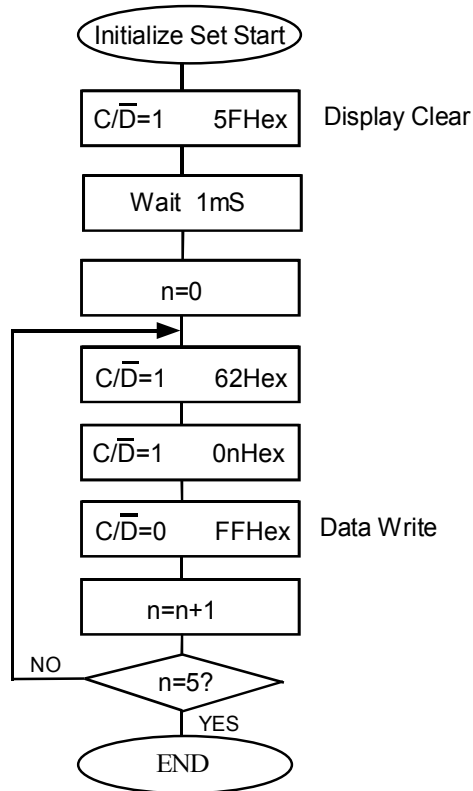 Initialize Set Start
C/D̅=1 5FHex Display Clear
Wait 1mS
n=0
C/D̅=1 62Hex
C/D̅=1 0nHex
C/D̅=0 FFHex Data Write
n=n+1
NO n=5?
YES
END